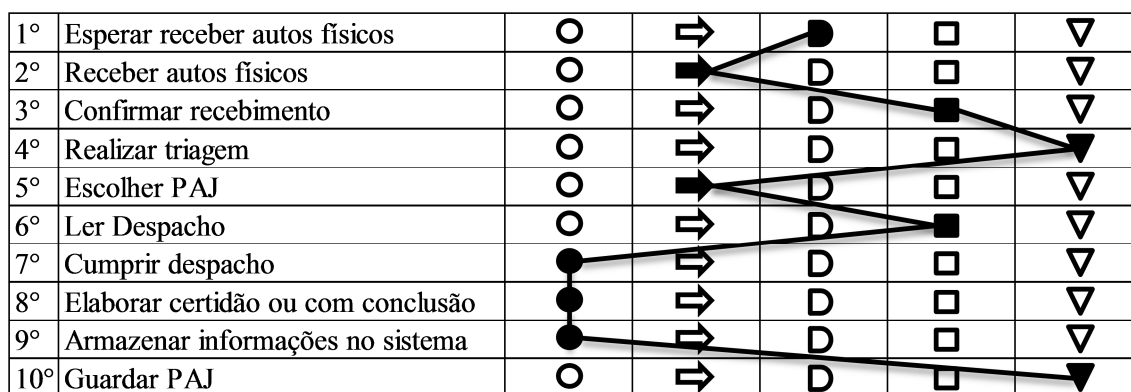 1° Esperar receber autos físicos
2° Receber autos físicos
3° Confirmar recebimento
4° Realizar triagem
5° Escolher PAJ
6° Ler Despacho
7° Cumprir despacho
8° Elaborar certidão ou com conclusão
9° Armazenar informações no sistema
10° Guardar PAJ